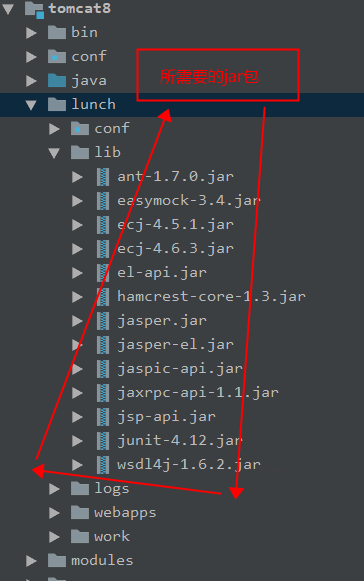 tomcat8
bin
conf
java
所需要的jar包
lunch
conf
lib
ant-1.7.0.jar
easymock-3.4.jar
ecj-4.5.1.jar
ecj-4.6.3.jar
el-api.jar
hamcrest-core-1.3.jar
jasper.jar
jasper-el.jar
jaspic-api.jar
jaxrpc-api-1.1.jar
jsp-api.jar
junit-4.12.jar
wsdl4j-1.6.2.jar
logs
webapps
work
modules